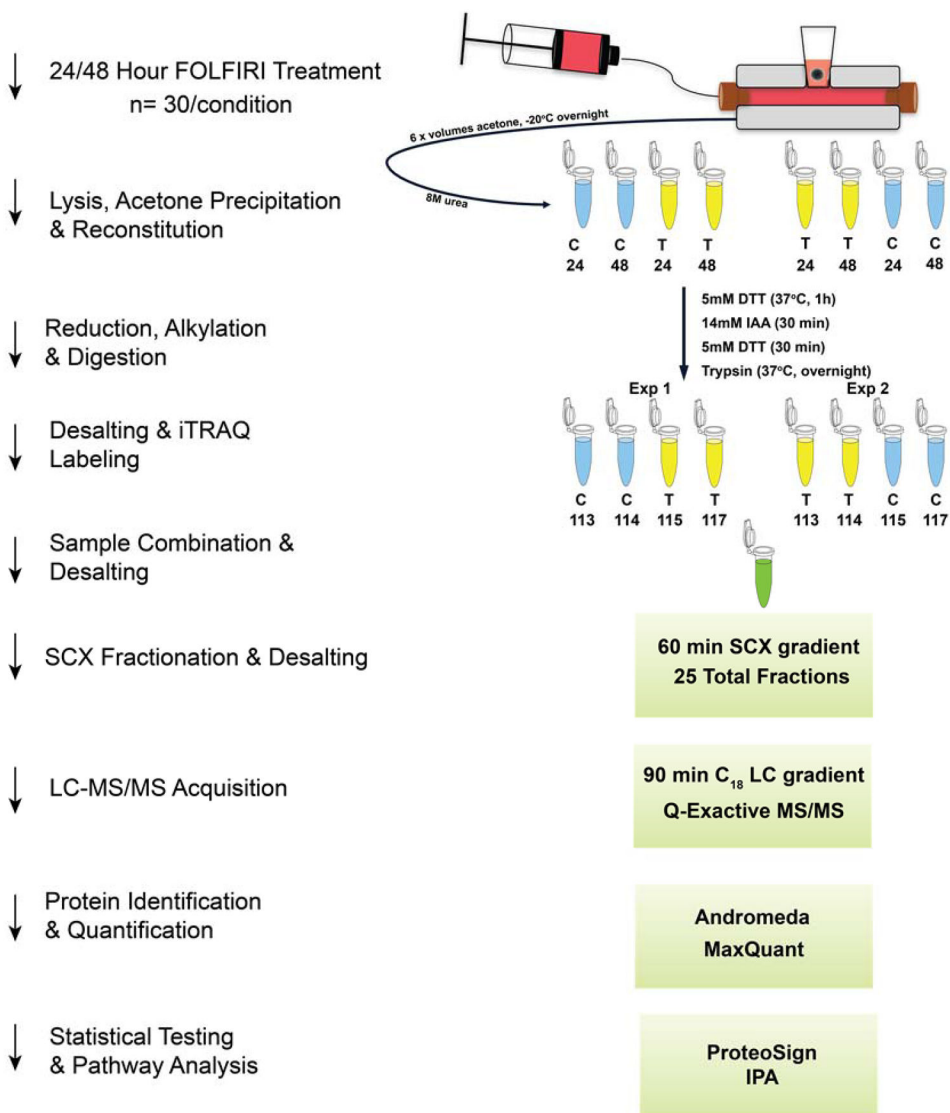 24/48 Hour FOLFIRI Treatment
n= 30/condition
6 x volumes acetone, -20°C overnight
8M urea
Lysis, Acetone Precipitation
& Reconstitution
C C T T T T C C
24 48 24 48 24 48 24 48
5mM DTT (37°C, 1h)
14mM IAA (30 min)
5mM DTT (30 min)
Trypsin (37°C, overnight)
Reduction, Alkylation
& Digestion
Exp 1 Exp 2
Desalting & iTRAQ
Labeling
C C T T T T C C
113 114 115 117 113 114 115 117
Sample Combination &
Desalting
SCX Fractionation & Desalting
60 min SCX gradient
25 Total Fractions
LC-MS/MS Acquisition
90 min C₁₈ LC gradient
Q-Exactive MS/MS
Protein Identification
& Quantification
Andromeda
MaxQuant
Statistical Testing
& Pathway Analysis
ProteoSign
IPA